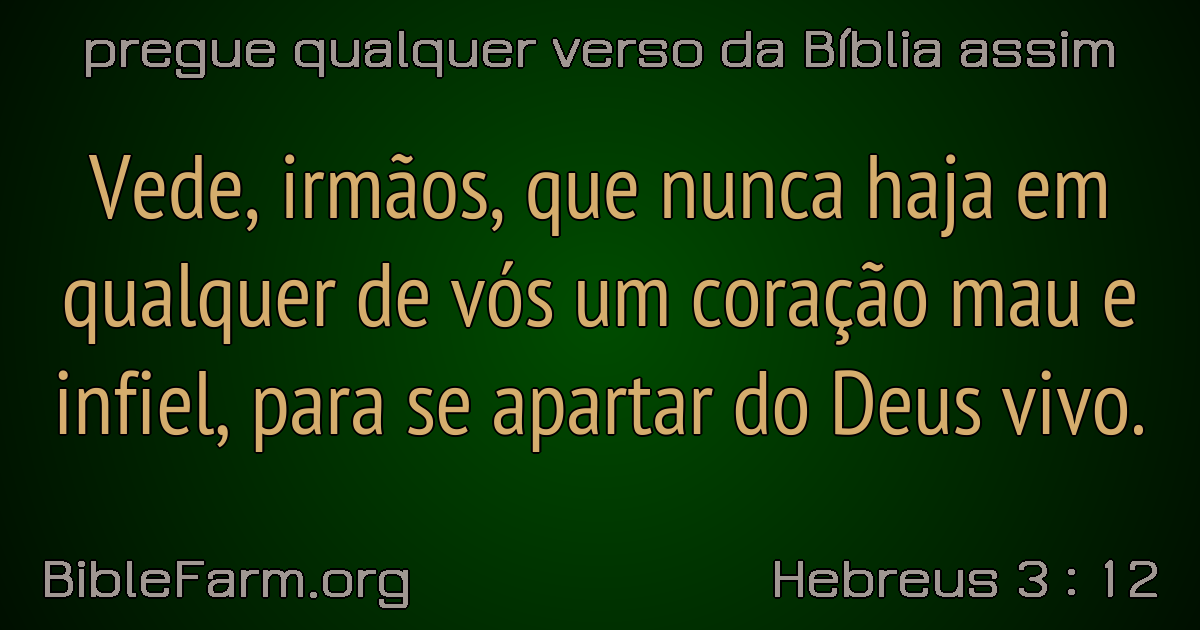 pregue qualquer verso da Bíblia assim
Vede, irmãos, que nunca haja em
qualquer de vós um coração mau e
infiel, para se apartar do Deus vivo.
BibleFarm.org
Hebreus 3 : 12